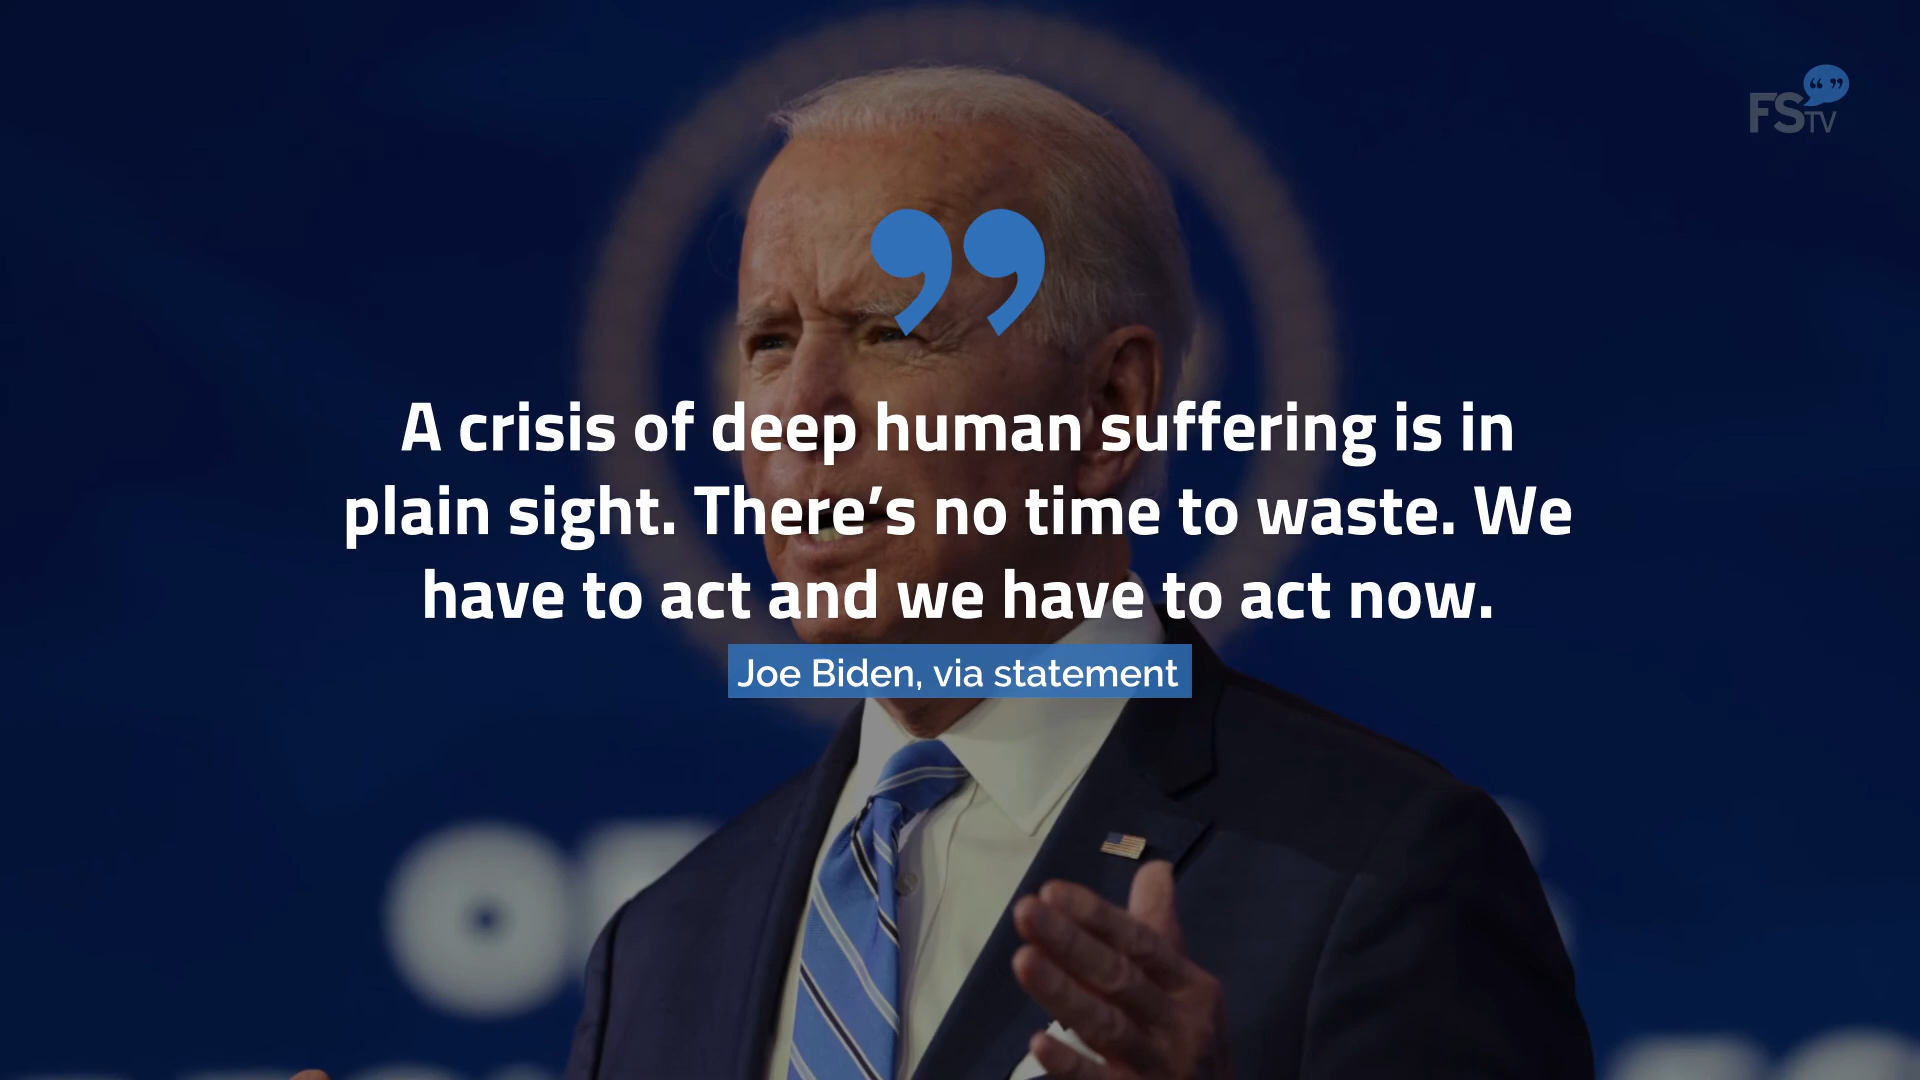 FSTV
”
A crisis of deep human suffering is in
plain sight. There’s no time to waste. We
have to act and we have to act now.
Joe Biden, via statement